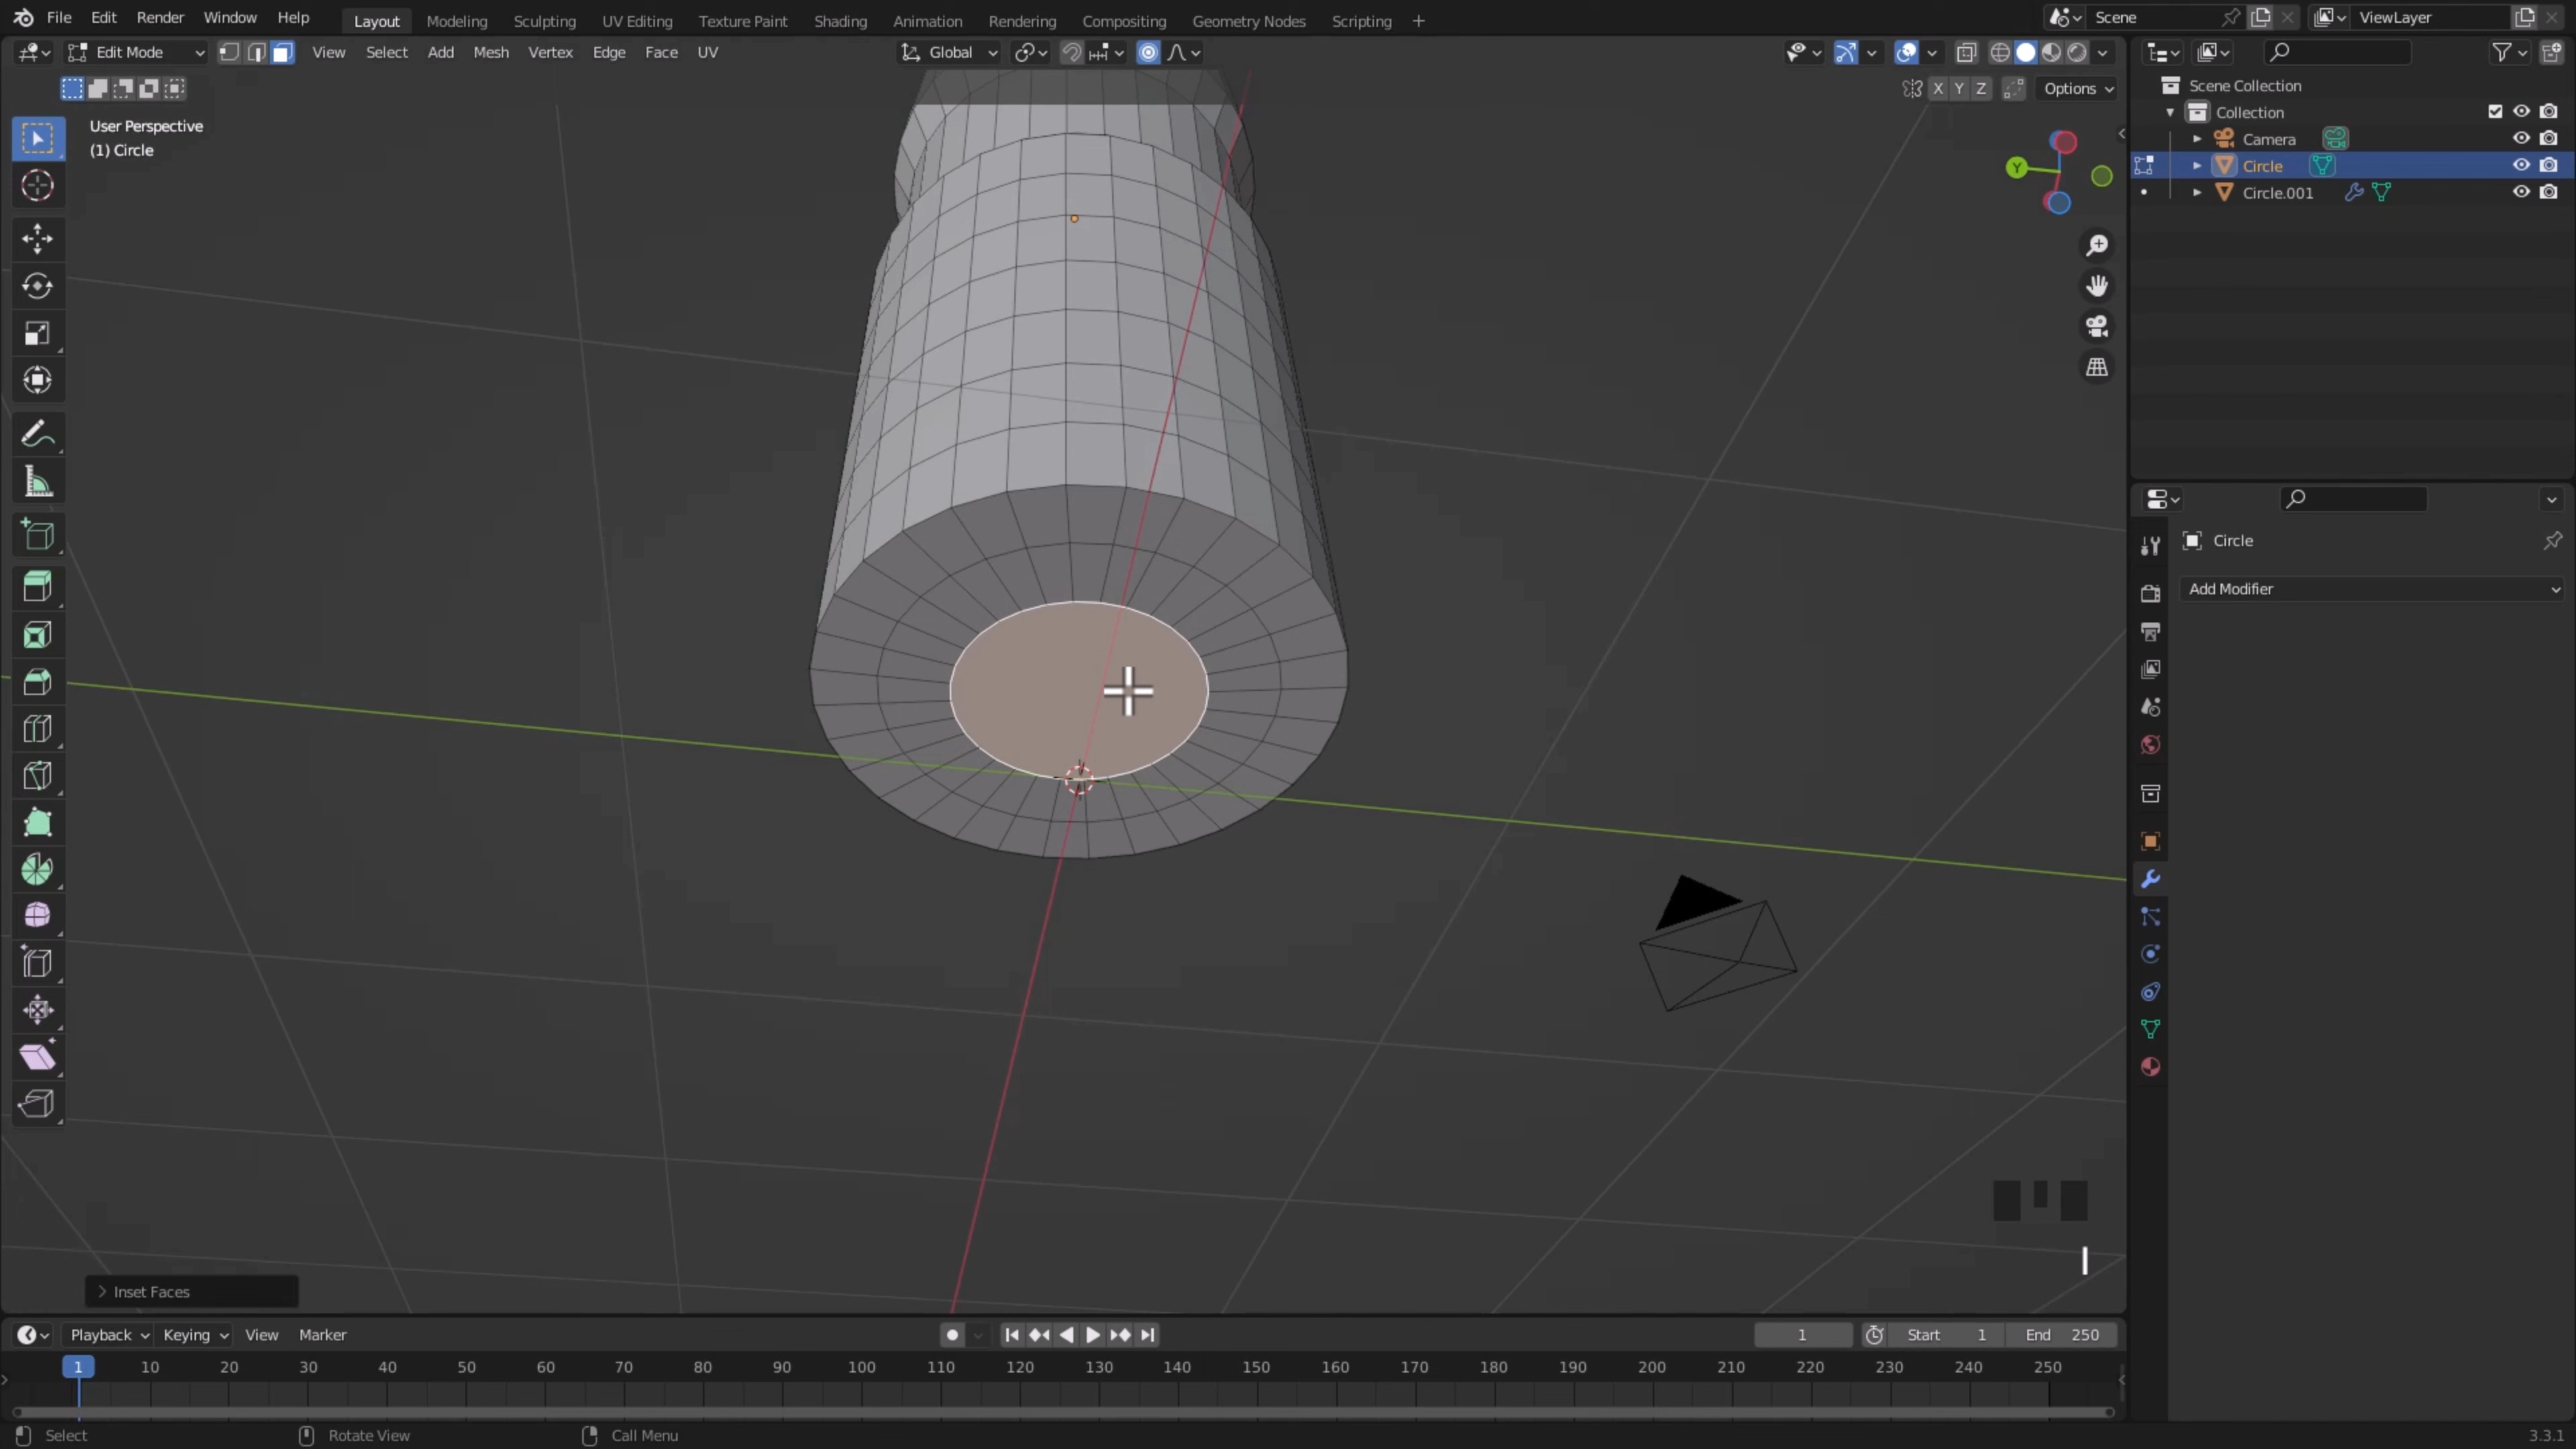 File Edit Render Window Help Layout Modeling Sculpting UV Editing Texture Paint Shading Animation Rendering Compositing Geometry Nodes Scripting + Scene ViewLayer
Edit Mode View Select Add Mesh Vertex Edge Face UV Global
X Y Z Options
User Perspective
(1) Circle
Y
Scene Collection
Collection
Camera
Circle
Circle.001
Circle
Add Modifier
I
Inset Faces
Playback Keying View Marker 1 Start 1 End 250
1 10 20 30 40 50 60 70 80 90 100 110 120 130 140 150 160 170 180 190 200 210 220 230 240 250
Select Rotate View Call Menu 3.3.1